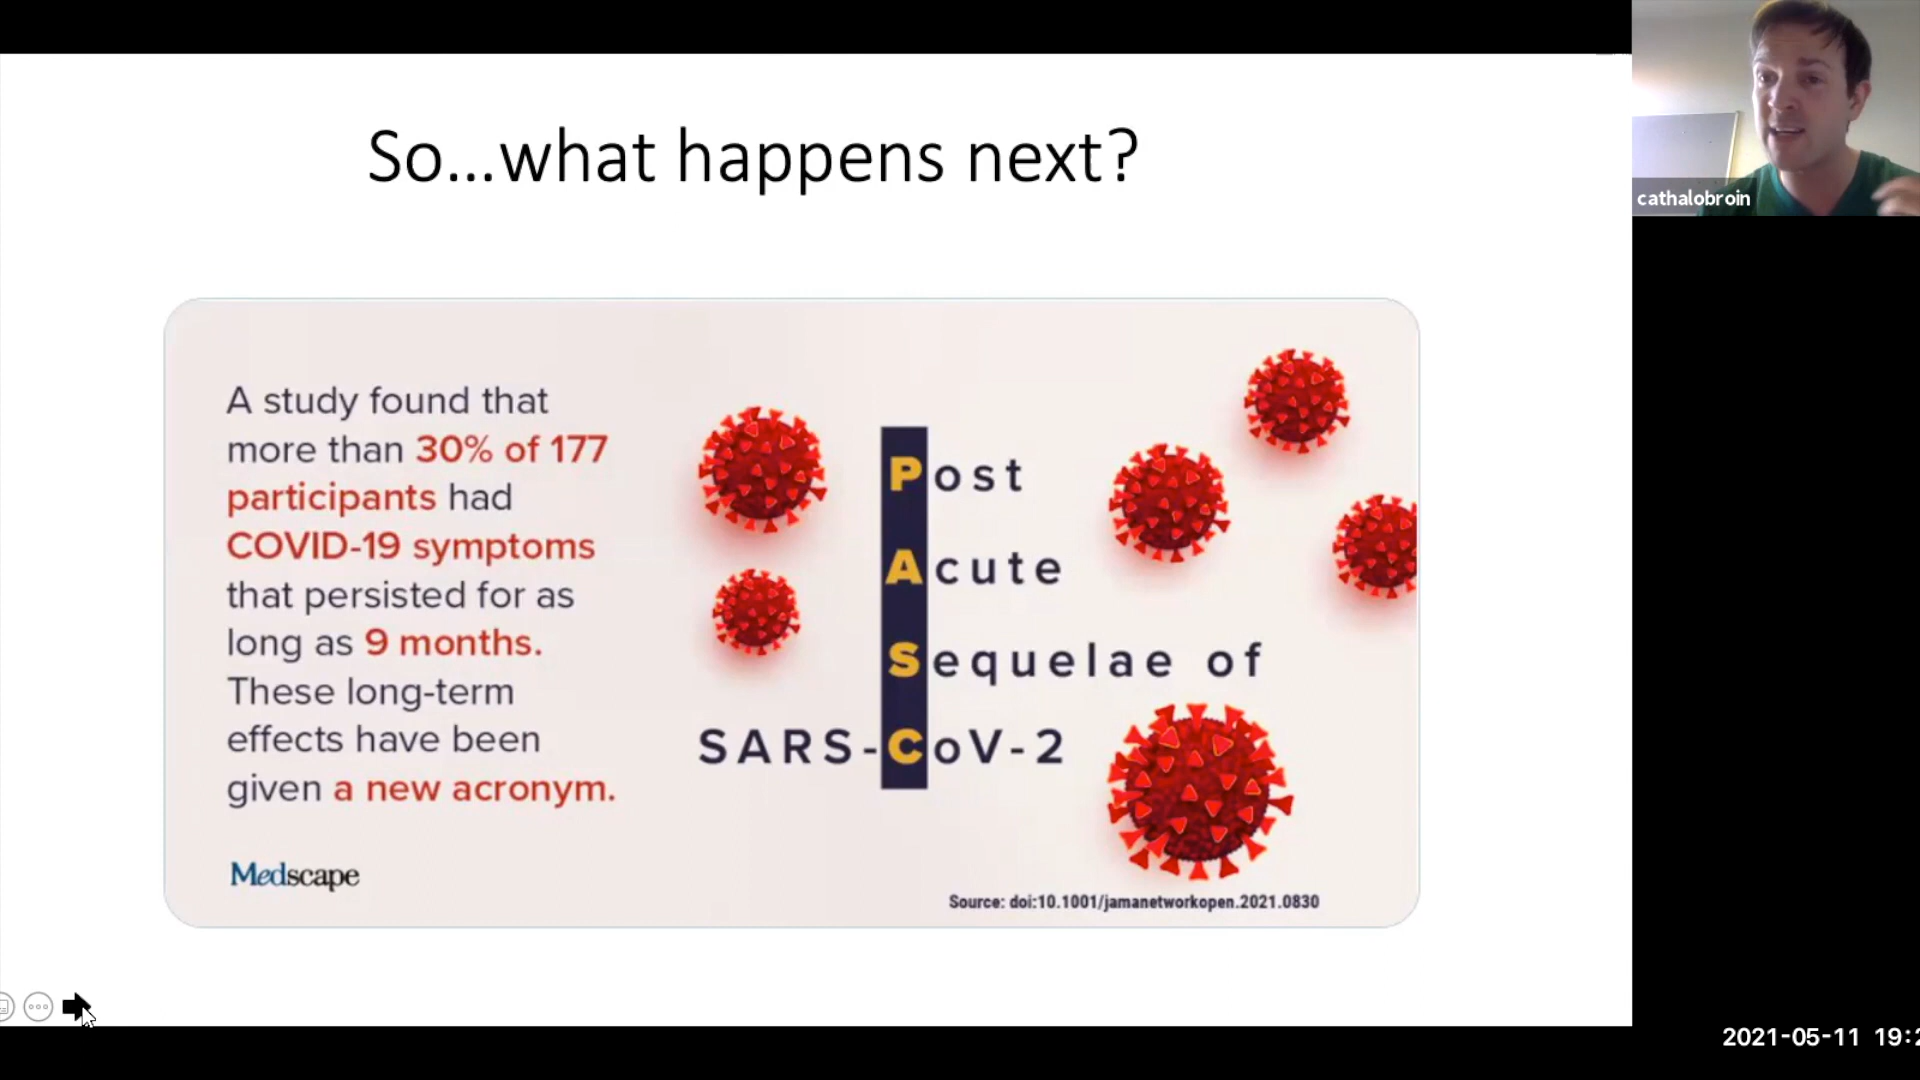 So...what happens next?
cathalobroin
A study found that
more than 30% of 177
participants had
COVID-19 symptoms
that persisted for as
long as 9 months.
These long-term
effects have been
given a new acronym.
Post
Acute
Sequelae of
SARS-CoV-2
Medscape
Source: doi:10.1001/jamanetworkopen.2021.0830
2021-05-11 19:2